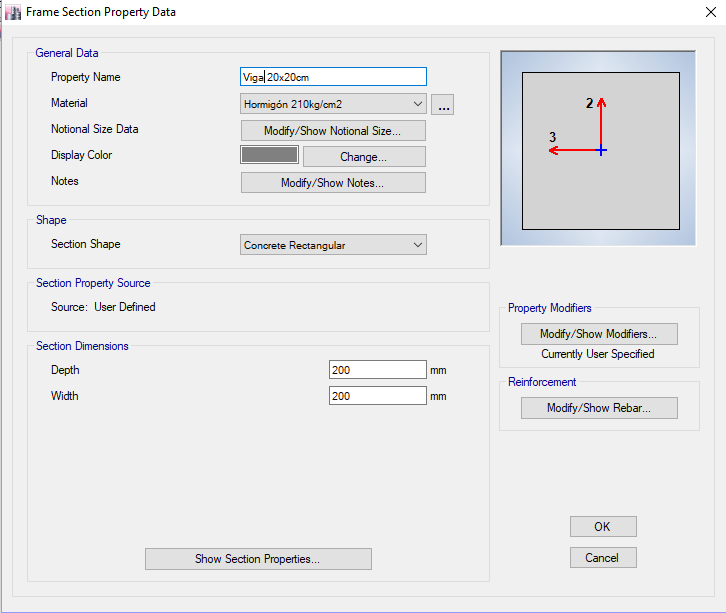 Frame Section Property Data
General Data
Property Name
Viga 20x20cm
Material
Hormigón 210kg/cm2
...
Notional Size Data
Modify/Show Notional Size...
Display Color
Change...
Notes
Modify/Show Notes...
Shape
Section Shape
Concrete Rectangular
Section Property Source
Source: User Defined
Section Dimensions
Depth
200
mm
Width
200
mm
Show Section Properties...
2
3
Property Modifiers
Modify/Show Modifiers...
Currently User Specified
Reinforcement
Modify/Show Rebar...
OK
Cancel